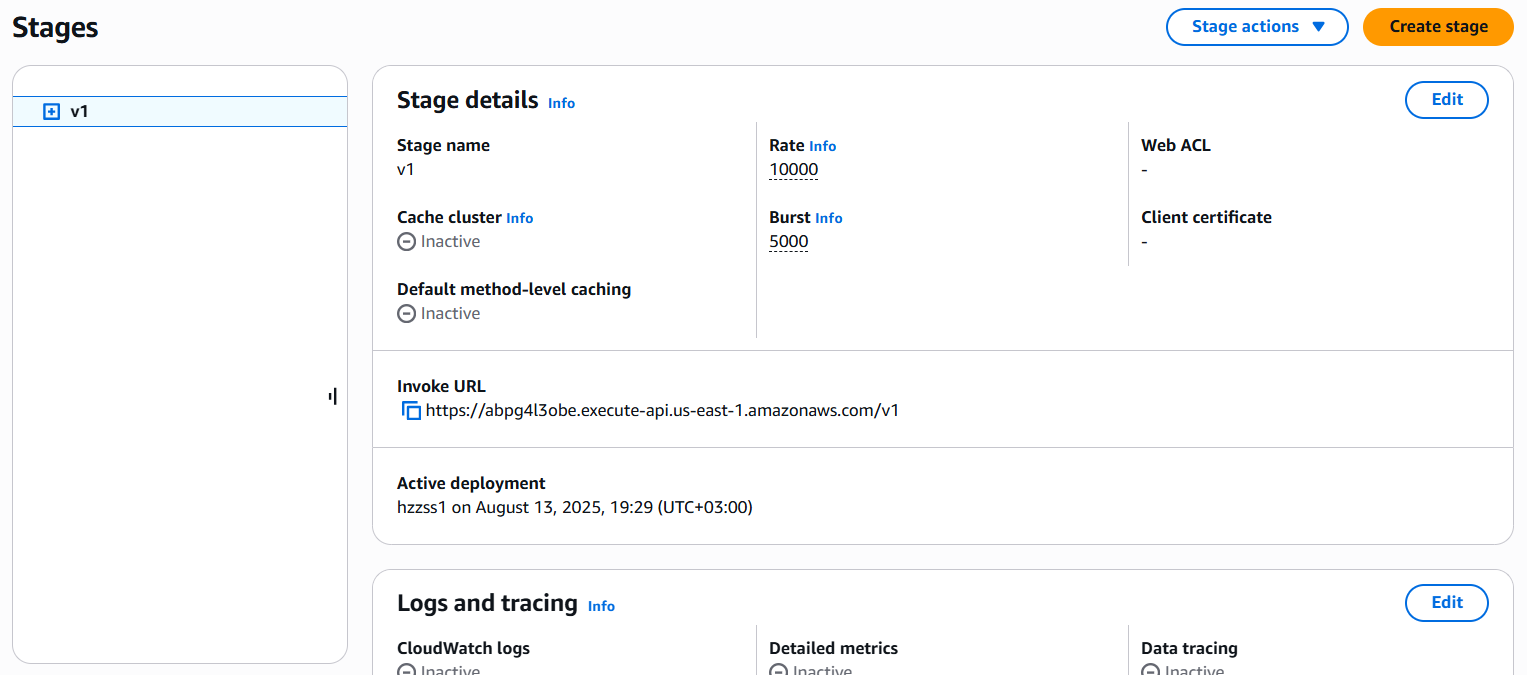 Stages
Stage actions
Create stage
v1
Stage details Info
Edit
Stage name
v1
Rate Info
10000
Web ACL
-
Cache cluster Info
Inactive
Burst Info
5000
Client certificate
-
Default method-level caching
Inactive
Invoke URL
https://abpg4l3obe.execute-api.us-east-1.amazonaws.com/v1
Active deployment
hzzss1 on August 13, 2025, 19:29 (UTC+03:00)
Logs and tracing Info
Edit
CloudWatch logs
Inactive
Detailed metrics
Inactive
Data tracing
Inactive